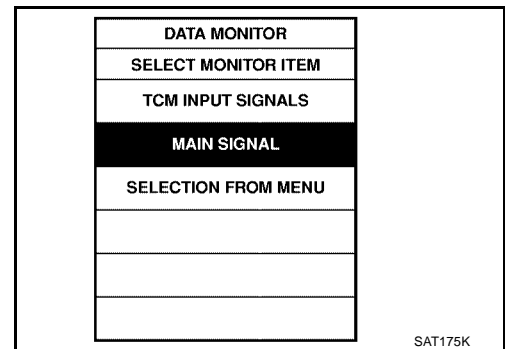 DATA MONITOR
SELECT MONITOR ITEM
TCM INPUT SIGNALS
MAIN SIGNAL
SELECTION FROM MENU
SAT175K